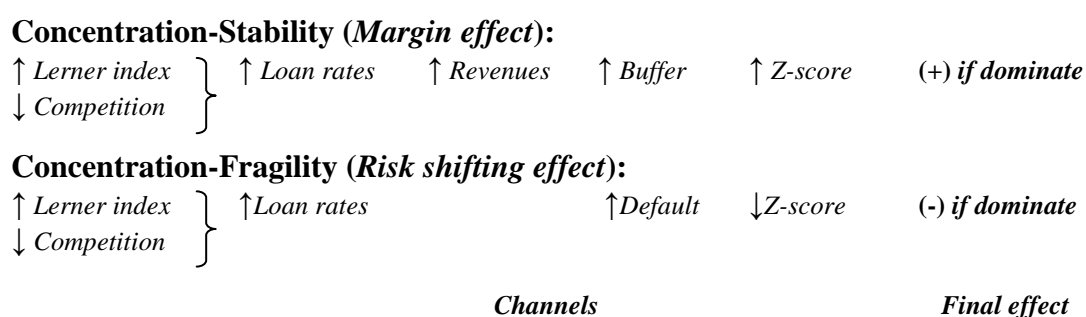 Concentration-Stability (Margin effect):
↑ Lerner index ↑ Loan rates ↑ Revenues ↑ Buffer ↑ Z-score (+) if dominate
↓ Competition
Concentration-Fragility (Risk shifting effect):
↑ Lerner index ↑Loan rates ↑Default ↓Z-score (-) if dominate
↓ Competition
Channels Final effect